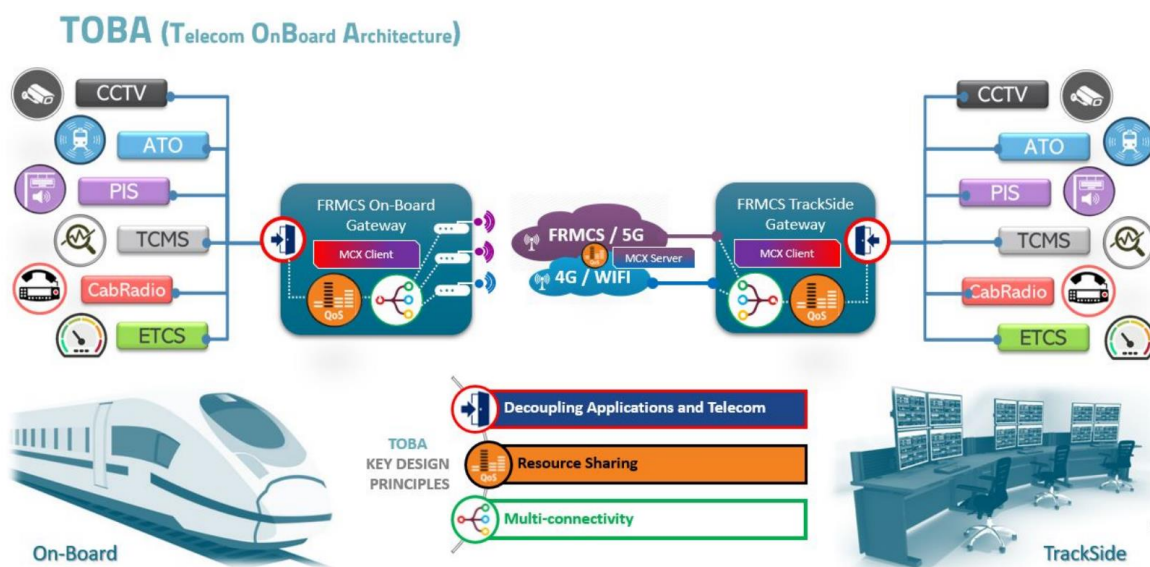 TOBA (Telecom OnBoard Architecture)
CCTV
ATO
PIS
TCMS
CabRadio
ETCS
FRMCS On-Board
Gateway
MCX Client
QoS
FRMCS / 5G
QoS
MCX Server
4G / WIFI
FRMCS TrackSide
Gateway
MCX Client
QoS
CCTV
ATO
PIS
TCMS
CabRadio
ETCS
On-Board
TOBA
KEY DESIGN
PRINCIPLES
Decoupling Applications and Telecom
QoS
Resource Sharing
Multi-connectivity
TrackSide